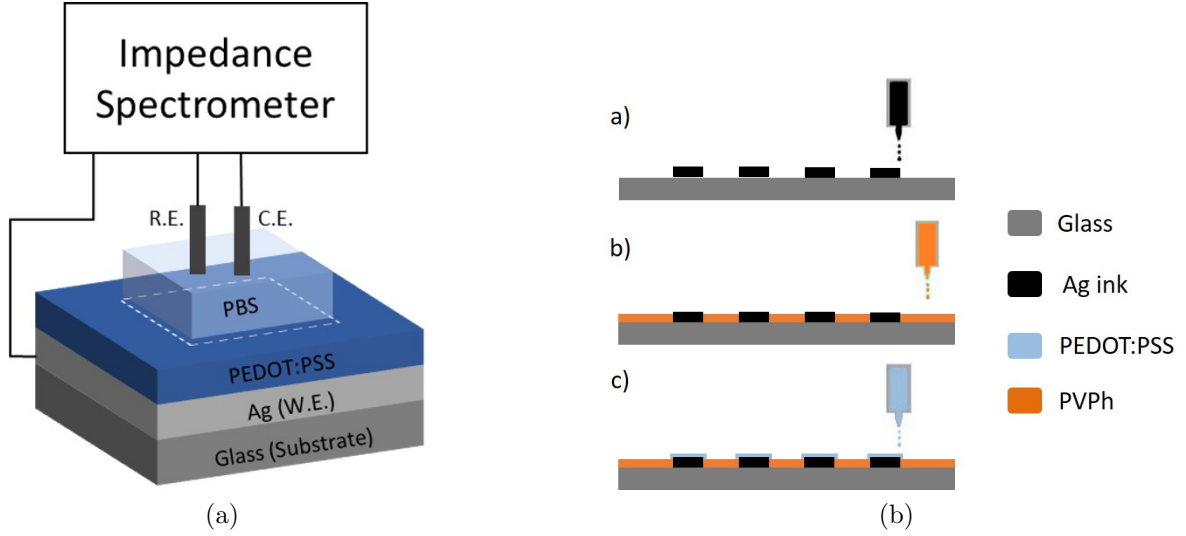 Impedance
Spectrometer
R.E.
C.E.
PBS
PEDOT:PSS
Ag (W.E.)
Glass (Substrate)
(a)
a)
b)
c)
Glass
Ag ink
PEDOT:PSS
PVPh
(b)